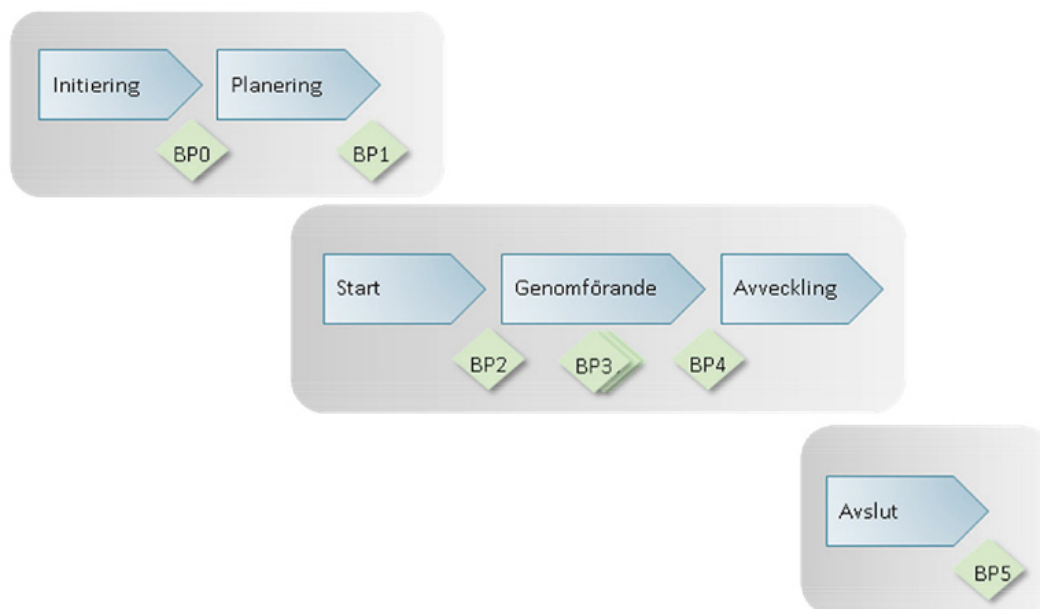 Initiering
Planering
BP0
BP1
Start
Genomförande
Avveckling
BP2
BP3
BP4
Avslut
BP5